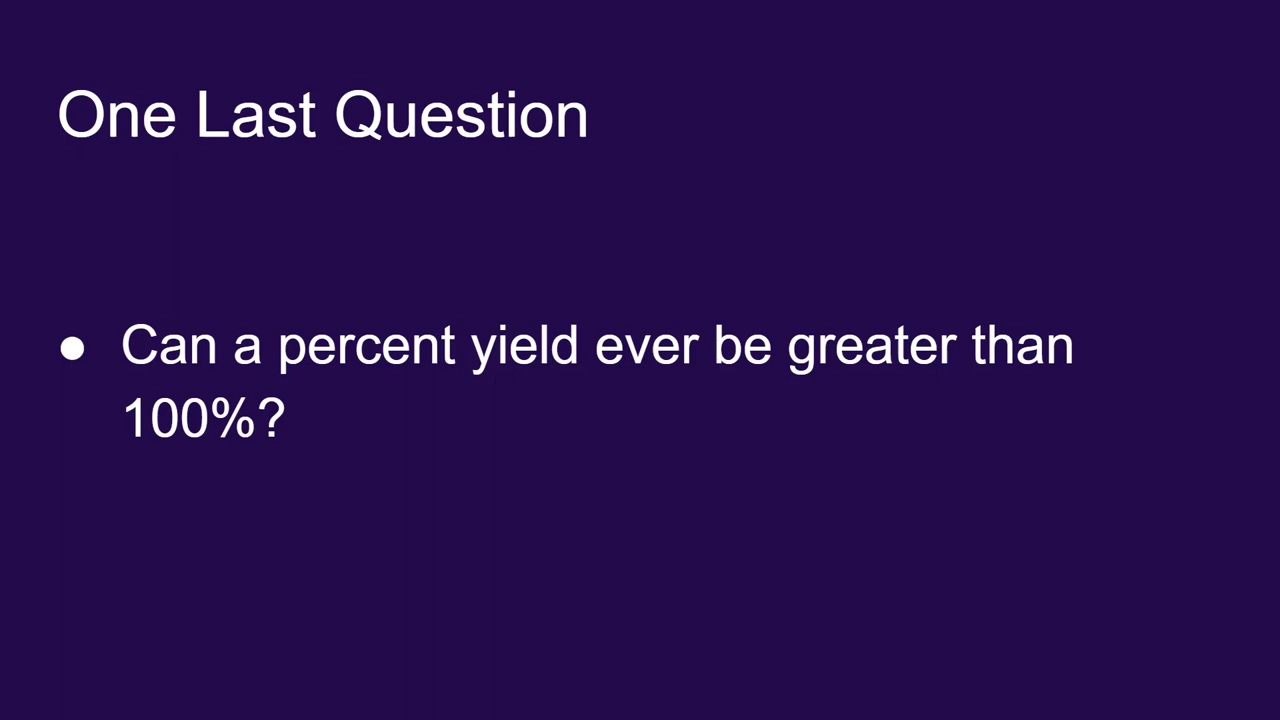 One Last Question
● Can a percent yield ever be greater than
100%?